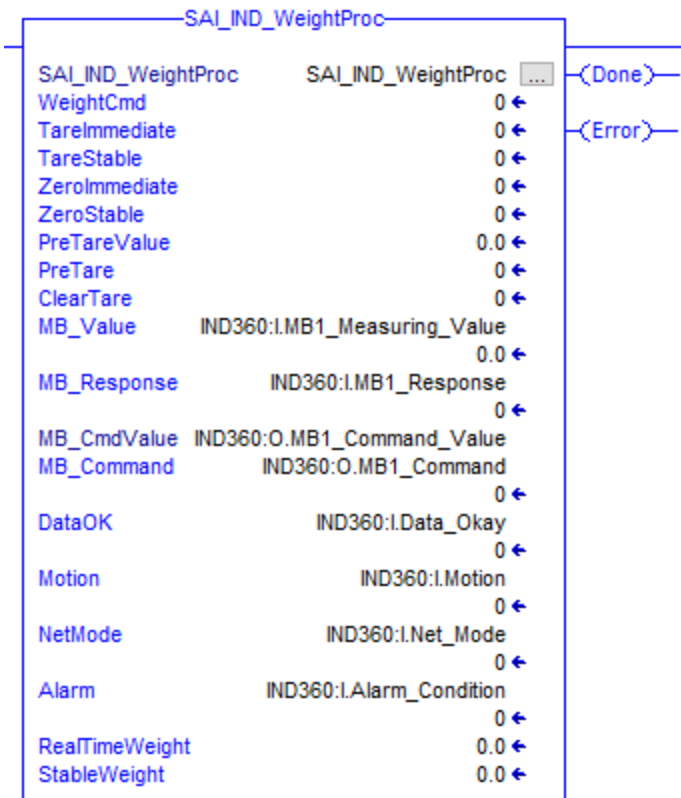 SAI_IND_WeightProc
SAI_IND_WeightProc SAI_IND_WeightProc ... (Done)
WeightCmd 0
TareImmediate 0 (Error)
TareStable 0
ZeroImmediate 0
ZeroStable 0
PreTareValue 0.0
PreTare 0
ClearTare 0
MB_Value IND360:I.MB1_Measuring_Value
0.0
MB_Response IND360:I.MB1_Response
0
MB_CmdValue IND360:O.MB1_Command_Value
MB_Command IND360:O.MB1_Command
0
DataOK IND360:I.Data_Okay
0
Motion IND360:I.Motion
0
NetMode IND360:I.Net_Mode
0
Alarm IND360:I.Alarm_Condition
0
RealTimeWeight 0.0
StableWeight 0.0